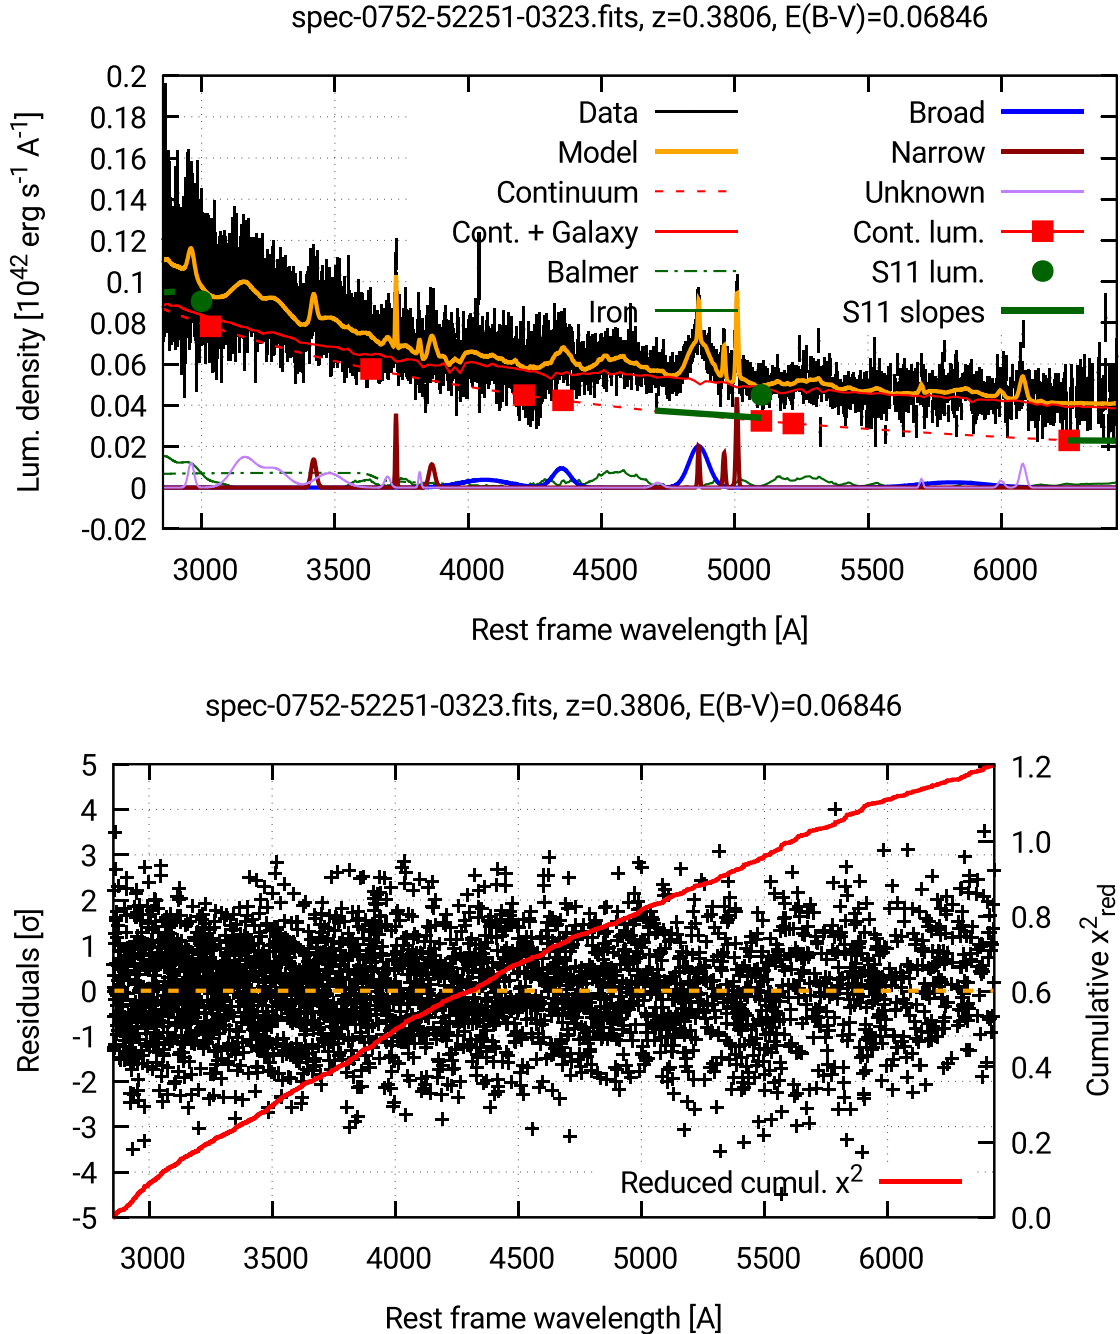 spec-0752-52251-0323.fits, z=0.3806, E(B-V)=0.06846
Lum. density [10^42 erg s^-1 A^-1]
0.2
0.18
0.16
0.14
0.12
0.1
0.08
0.06
0.04
0.02
0
-0.02
Data
Model
Continuum
Cont. + Galaxy
Balmer
Iron
Broad
Narrow
Unknown
Cont. lum.
S11 lum.
S11 slopes
3000 3500 4000 4500 5000 5500 6000
Rest frame wavelength [A]
spec-0752-52251-0323.fits, z=0.3806, E(B-V)=0.06846
Residuals [σ]
5
4
3
2
1
0
-1
-2
-3
-4
-5
Reduced cumul. x^2
1.2
1.0
0.8
0.6
0.4
0.2
0.0
Cumulative x^2_red
3000 3500 4000 4500 5000 5500 6000
Rest frame wavelength [A]